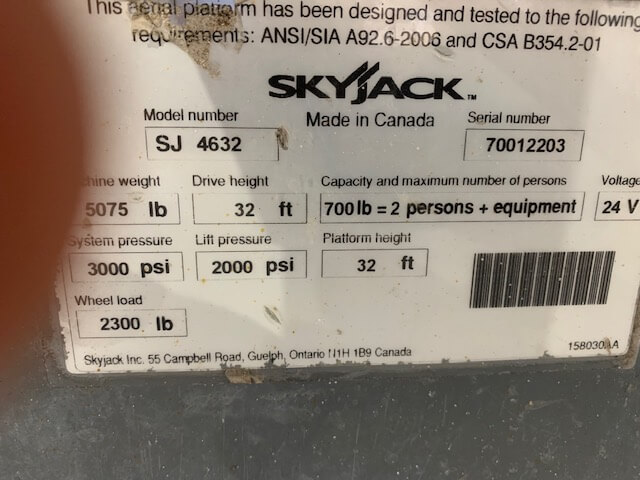 This aerial platform has been designed and tested to the following
requirements: ANSI/SIA A92.6-2006 and CSA B354.2-01
SKYJACK™
Model number Made in Canada Serial number
SJ 4632 70012203
hine weight Drive height Capacity and maximum number of persons Voltage
5075 lb 32 ft 700 lb = 2 persons + equipment 24 V
System pressure Lift pressure Platform height
3000 psi 2000 psi 32 ft
Wheel load
2300 lb
Skyjack Inc. 55 Campbell Road, Guelph, Ontario N1H 1B9 Canada